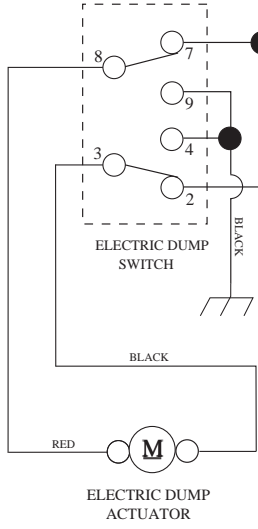 8
7
9
4
3
2
ELECTRIC DUMP
SWITCH
BLACK
BLACK
RED
M
ELECTRIC DUMP
ACTUATOR